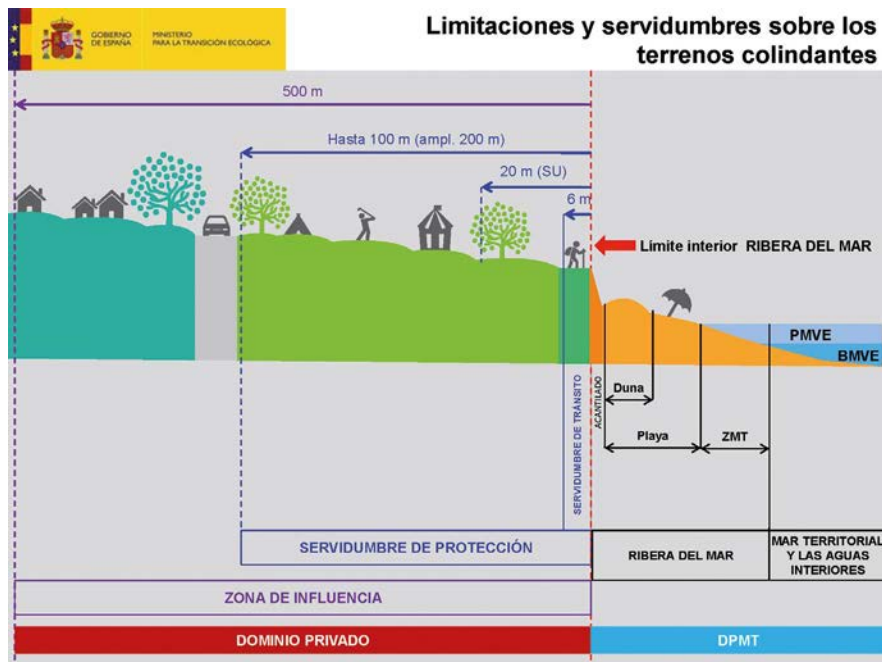 GOBIERNO
DE ESPAÑA
MINISTERIO
PARA LA TRANSICIÓN ECOLÓGICA
Limitaciones y servidumbres sobre los
terrenos colindantes
500 m
Hasta 100 m (ampl. 200 m)
20 m (SU)
6 m
Limite interior RIBERA DEL MAR
PMVE
BMVE
ACANTILADO
Duna
Playa
ZMT
SERVIDUMBRE DE TRÁNSITO
SERVIDUMBRE DE PROTECCIÓN
RIBERA DEL MAR
MAR TERRITORIAL
Y LAS AGUAS
INTERIORES
ZONA DE INFLUENCIA
DOMINIO PRIVADO
DPMT